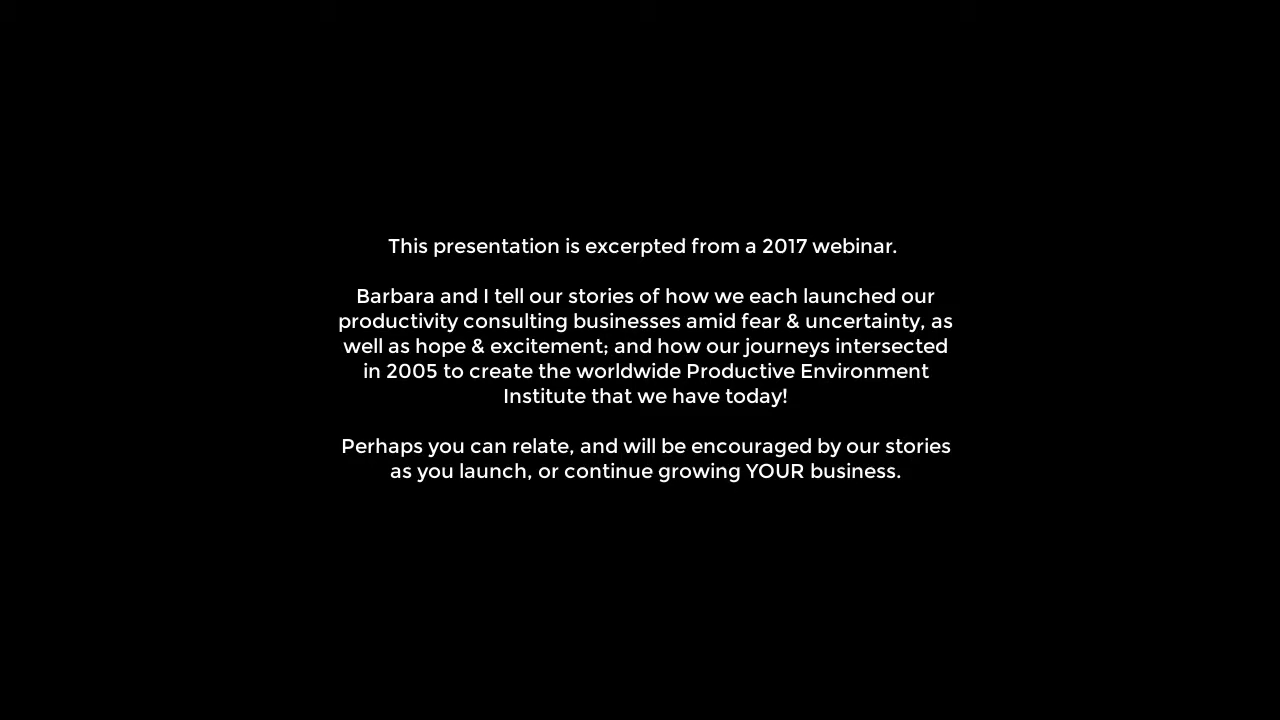 This presentation is excerpted from a 2017 webinar.
Barbara and I tell our stories of how we each launched our
productivity consulting businesses amid fear & uncertainty, as
well as hope & excitement; and how our journeys intersected
in 2005 to create the worldwide Productive Environment
Institute that we have today!
Perhaps you can relate, and will be encouraged by our stories
as you launch, or continue growing YOUR business.